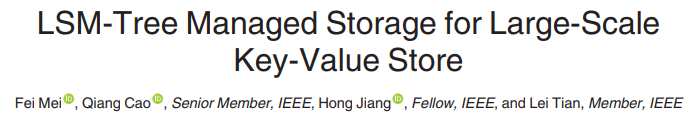 LSM-Tree Managed Storage for Large-Scale
Key-Value Store
Fei Mei, Qiang Cao, Senior Member, IEEE, Hong Jiang, Fellow, IEEE, and Lei Tian, Member, IEEE